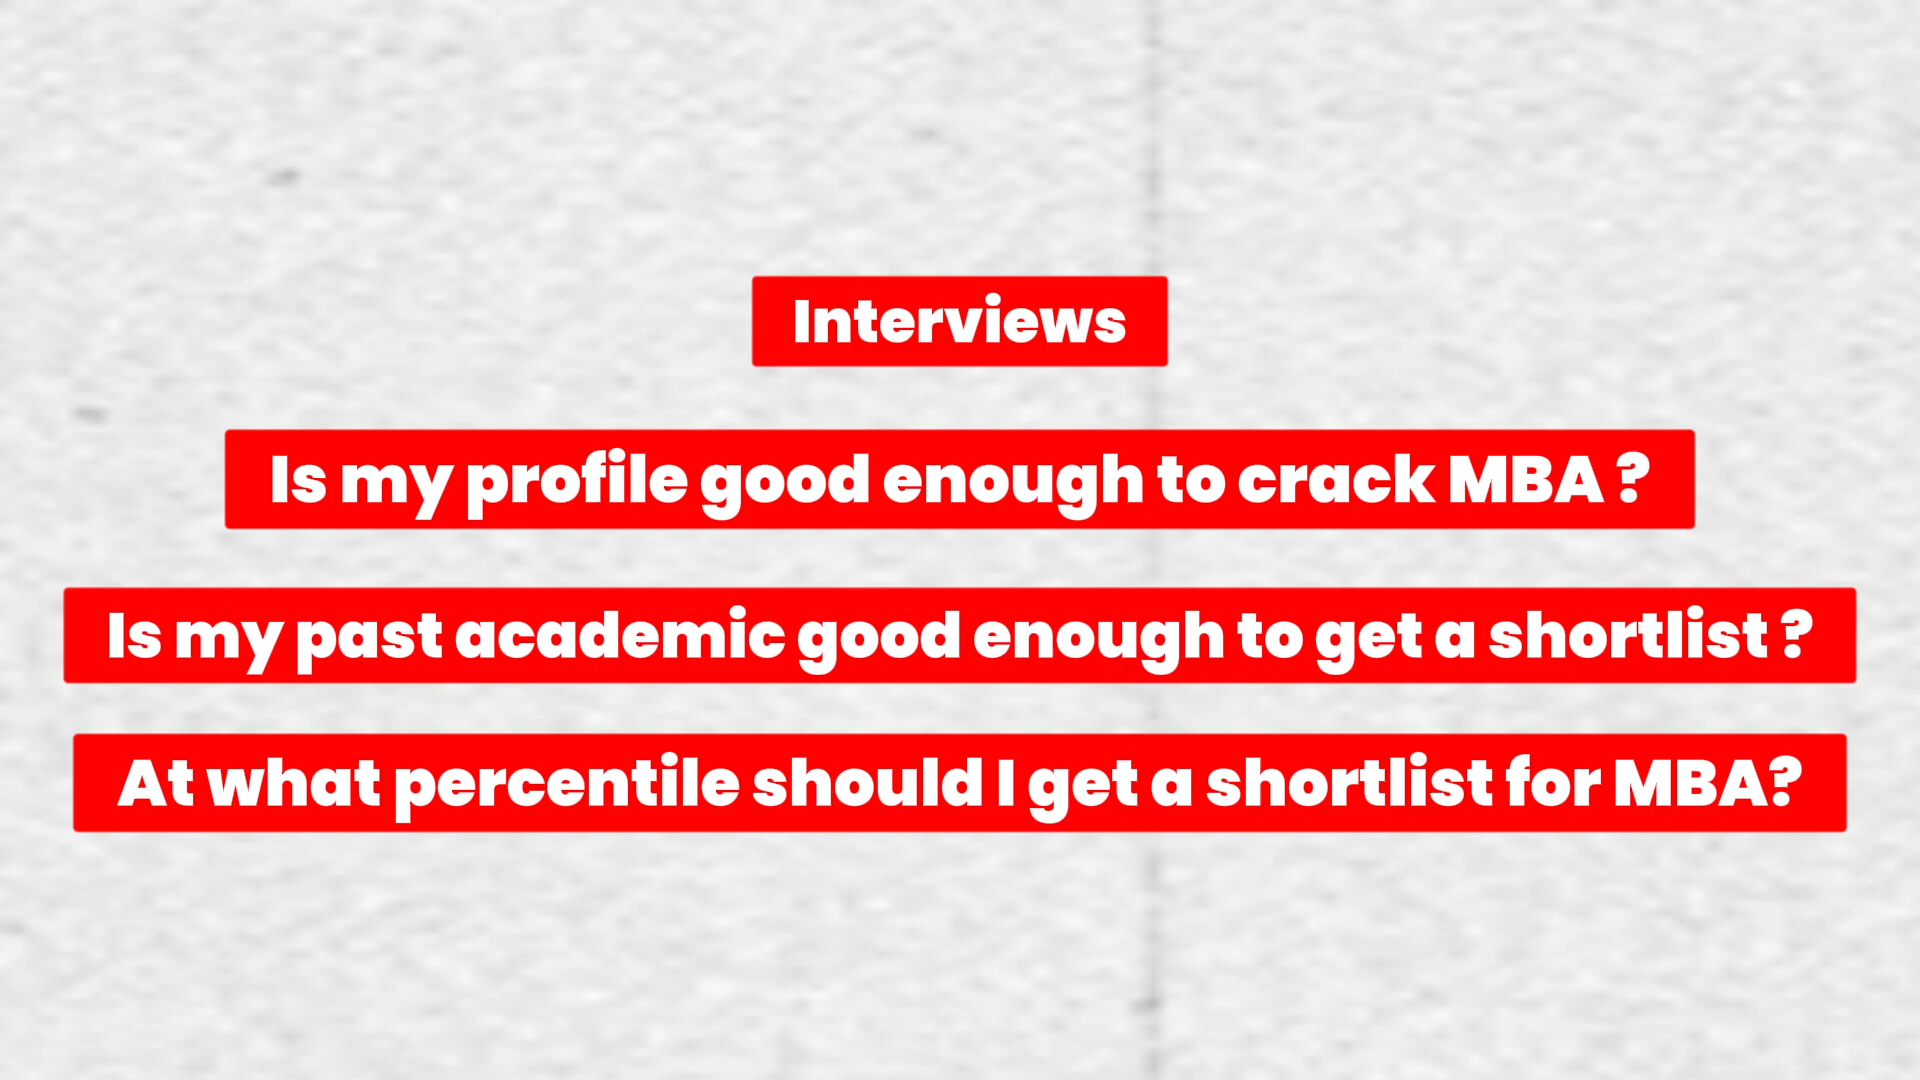 Interviews
Is my profile good enough to crack MBA ?
Is my past academic good enough to get a shortlist ?
At what percentile should I get a shortlist for MBA?